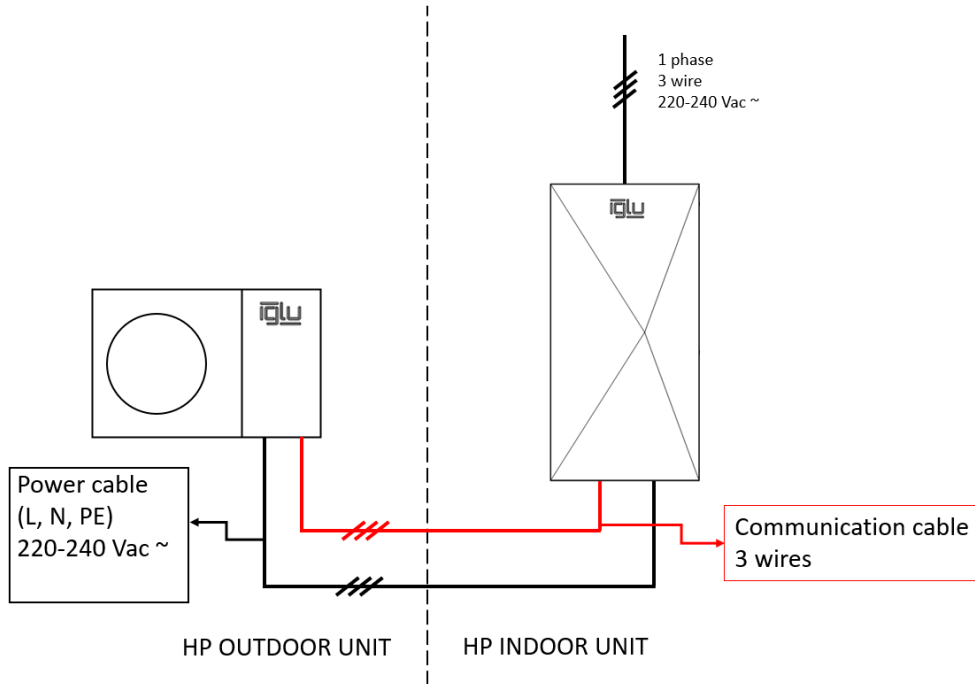 1 phase
3 wire
220-240 Vac ~
iglu
iglu
Power cable
(L, N, PE)
220-240 Vac ~
Communication cable
3 wires
HP OUTDOOR UNIT
HP INDOOR UNIT